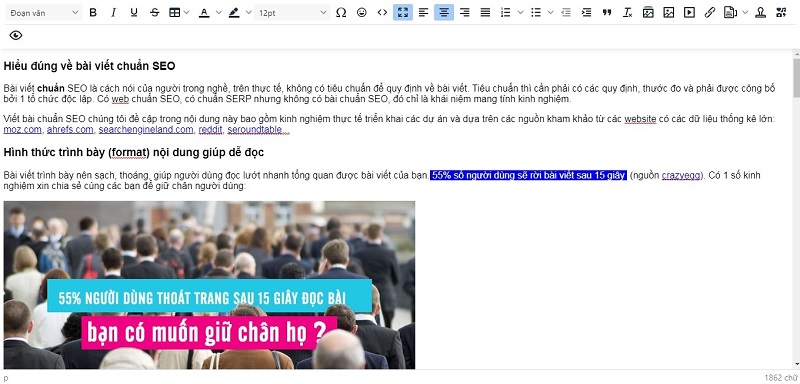 Đoạn văn B I U S A 12pt Ω
Hiểu đúng về bài viết chuẩn SEO
Bài viết chuẩn SEO là cách nói của người trong nghề, trên thực tế, không có tiêu chuẩn để quy định về bài viết. Tiêu chuẩn thì cần phải có các quy định, thước đo và phải được công bố
bởi 1 tổ chức độc lập. Có web chuẩn SEO, có chuẩn SERP nhưng không có bài chuẩn SEO, đó chỉ là khái niệm mang tính kinh nghiệm.
Viết bài chuẩn SEO chúng tôi đề cập trong nội dung này bao gồm kinh nghiệm thực tế triển khai các dự án và dựa trên các nguồn kham khảo từ các website có các dữ liệu thống kê lớn:
moz.com, ahrefs.com, searchengineland.com, reddit, seroundtable...
Hình thức trình bày (format) nội dung giúp dễ đọc
Bài viết trình bày nên sạch, thoáng, giúp người dùng đọc lướt nhanh tổng quan được bài viết của bạn. 55% số người dùng sẽ rời bài viết sau 15 giây (nguồn crazyegg). Có 1 số kinh
nghiệm xin chia sẻ cùng các bạn để giữ chân người dùng:
55% NGƯỜI DÙNG THOÁT TRANG SAU 15 GIÂY ĐỌC BÀI
bạn có muốn giữ chân họ ?
p 1862 chữ